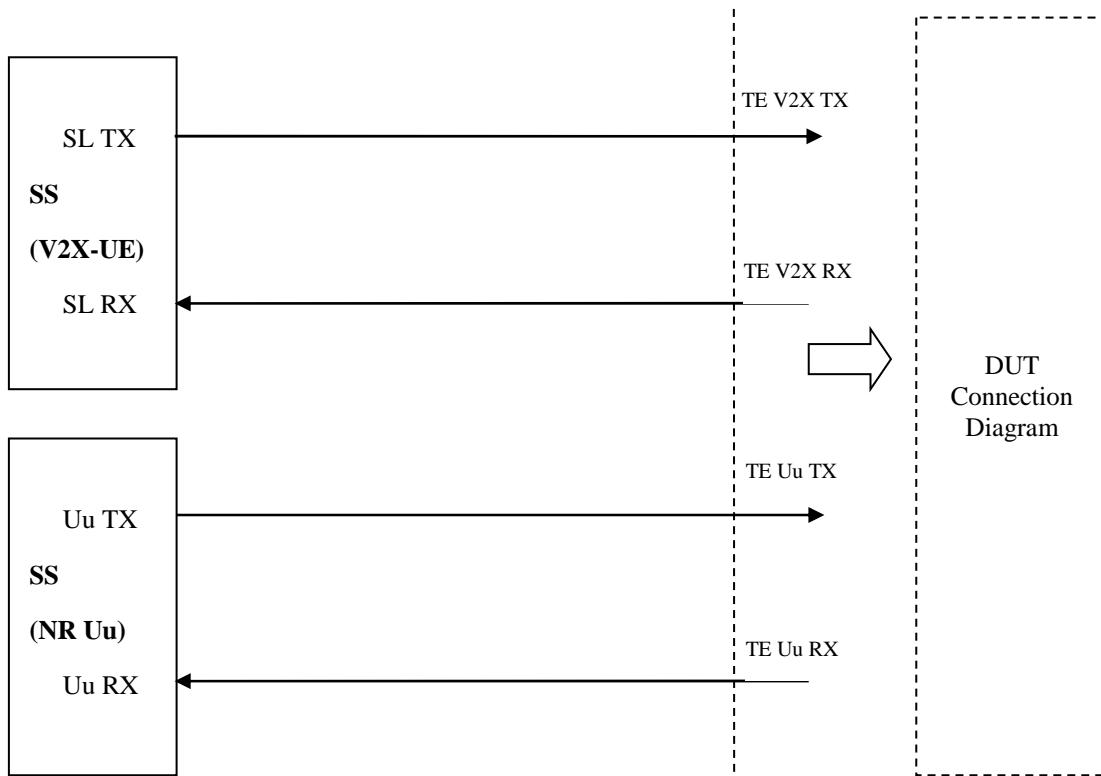 TE V2X TX
SL TX
SS
(V2X-UE)
TE V2X RX
SL RX
DUT
Connection
Diagram
TE Uu TX
Uu TX
SS
(NR Uu)
TE Uu RX
Uu RX